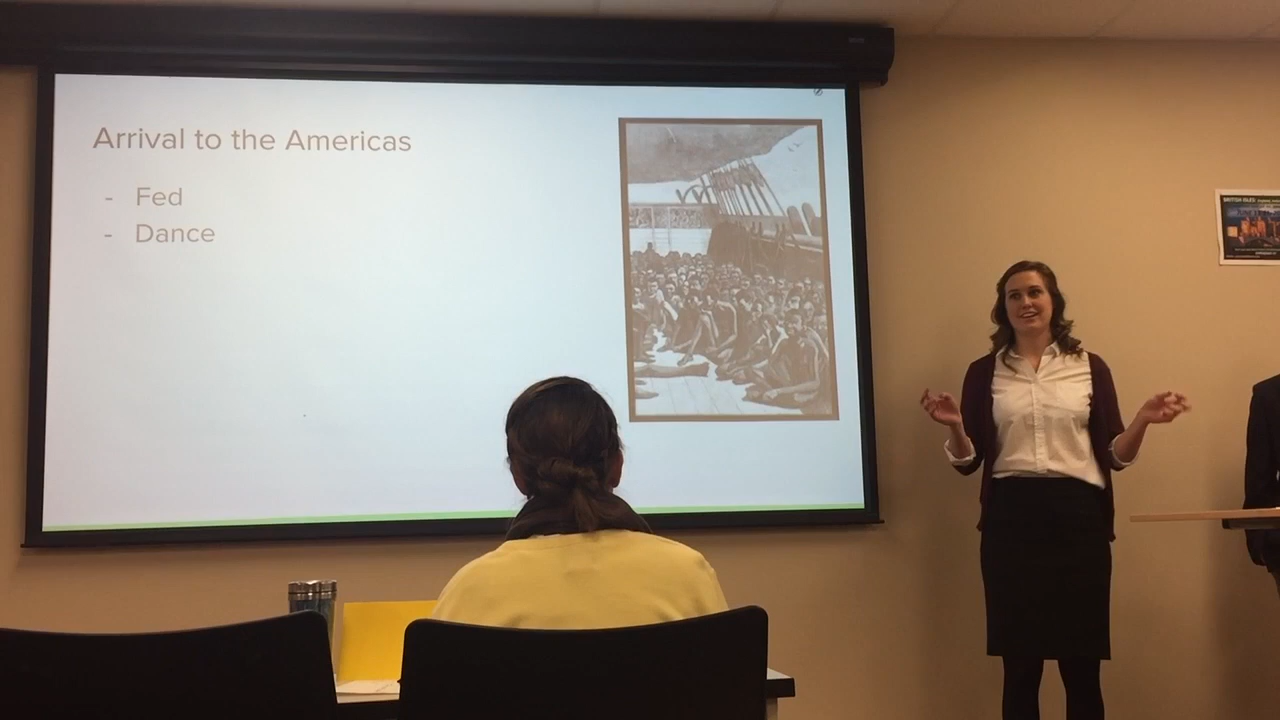 Arrival to the Americas
- Fed
- Dance
BRITISH ISLES: